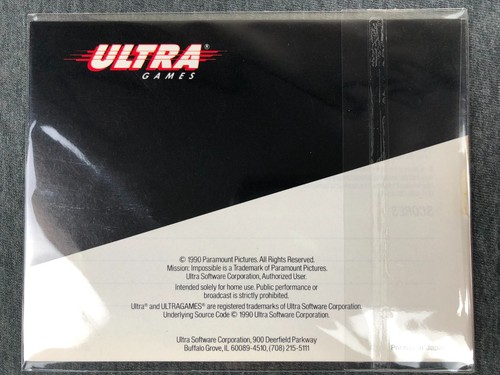 ULTRA®
GAMES
© 1990 Paramount Pictures. All Rights Reserved.
Mission: Impossible is a Trademark of Paramount Pictures.
Ultra Software Corporation, Authorized User.
Intended solely for home use. Public performance or
broadcast is strictly prohibited.
Ultra® and ULTRAGAMES® are registered trademarks of Ultra Software Corporation.
Underlying Source Code © 1990 Ultra Software Corporation.
Ultra Software Corporation, 900 Deerfield Parkway
Buffalo Grove, IL 60089-4510, (708) 215-5111